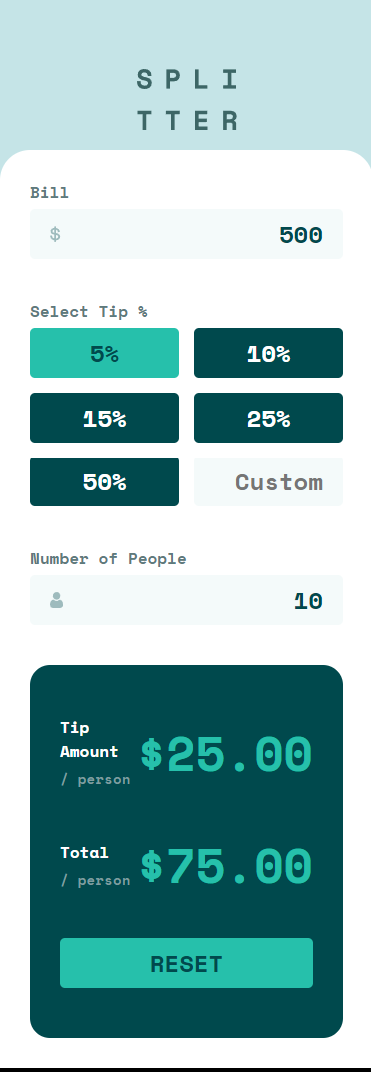 SPLI
TTER
Bill
$ 500
Select Tip %
5% 10%
15% 25%
50% Custom
Number of People
10
Tip
Amount
/ person
$25.00
Total
/ person
$75.00
RESET